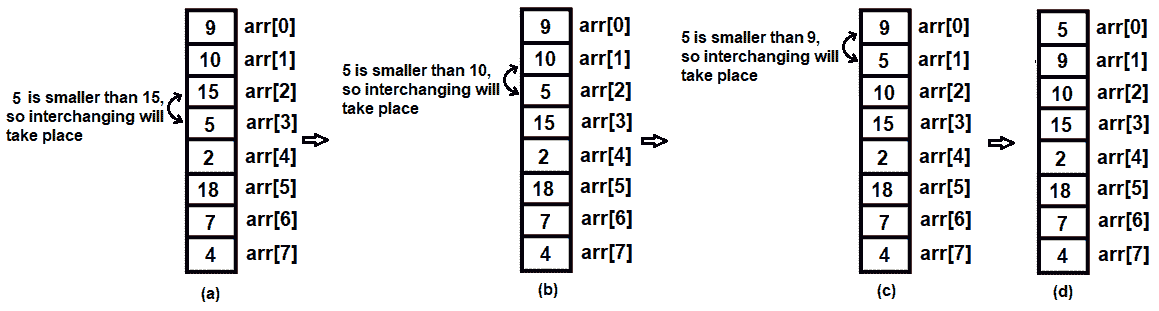 9 arr[0]
10 arr[1]
15 arr[2]
5 arr[3]
2 arr[4]
18 arr[5]
7 arr[6]
4 arr[7]
5 is smaller than 15,
so interchanging will
take place
(a)
9 arr[0]
10 arr[1]
5 arr[2]
15 arr[3]
2 arr[4]
18 arr[5]
7 arr[6]
4 arr[7]
5 is smaller than 10,
so interchanging will
take place
(b)
9 arr[0]
5 arr[1]
10 arr[2]
15 arr[3]
2 arr[4]
18 arr[5]
7 arr[6]
4 arr[7]
5 is smaller than 9,
so interchanging will
take place
(c)
5 arr[0]
9 arr[1]
10 arr[2]
15 arr[3]
2 arr[4]
18 arr[5]
7 arr[6]
4 arr[7]
(d)